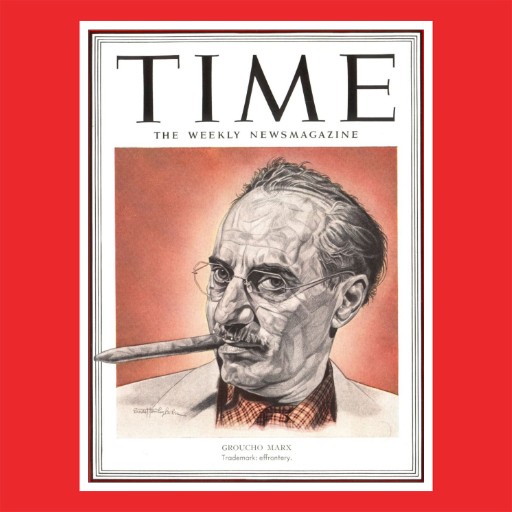 TIME
THE WEEKLY NEWSMAGAZINE
GROUCHO MARX
Trademark: effrontery.